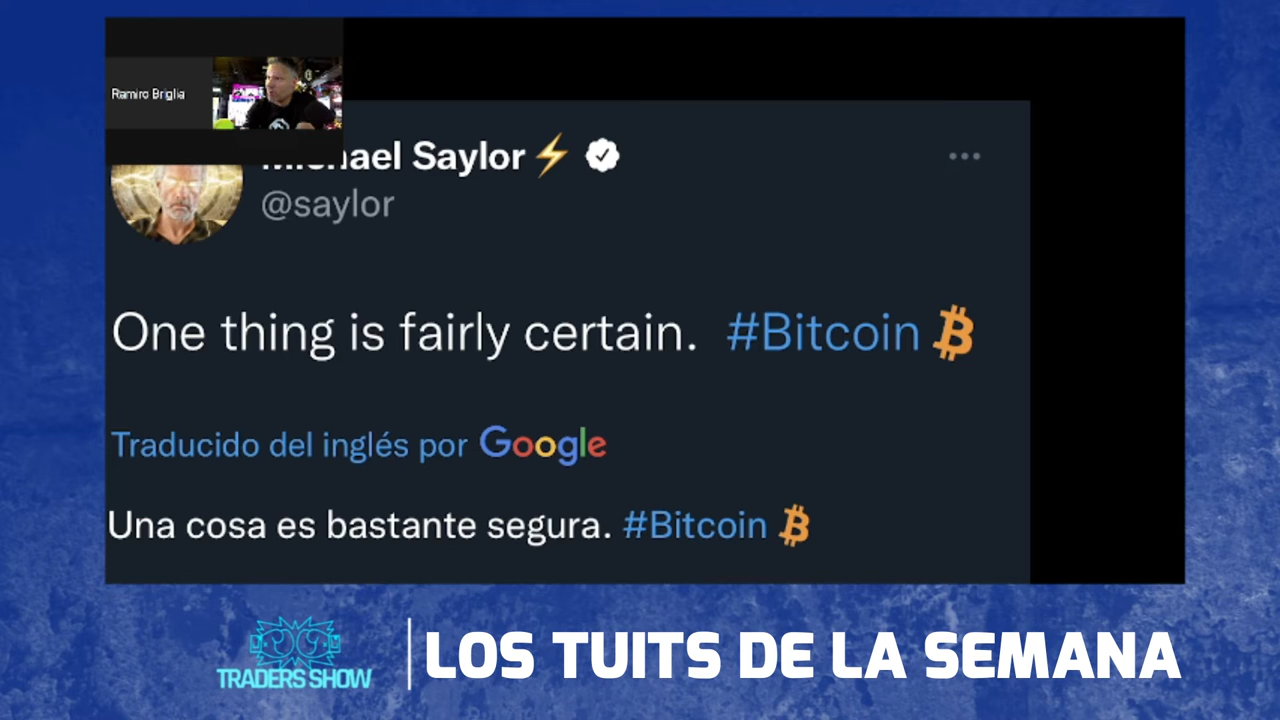 Ramiro Briglia
Michael Saylor
@saylor
One thing is fairly certain. #Bitcoin
Traducido del inglés por Google
Una cosa es bastante segura. #Bitcoin
TRADERS SHOW
LOS TUITS DE LA SEMANA